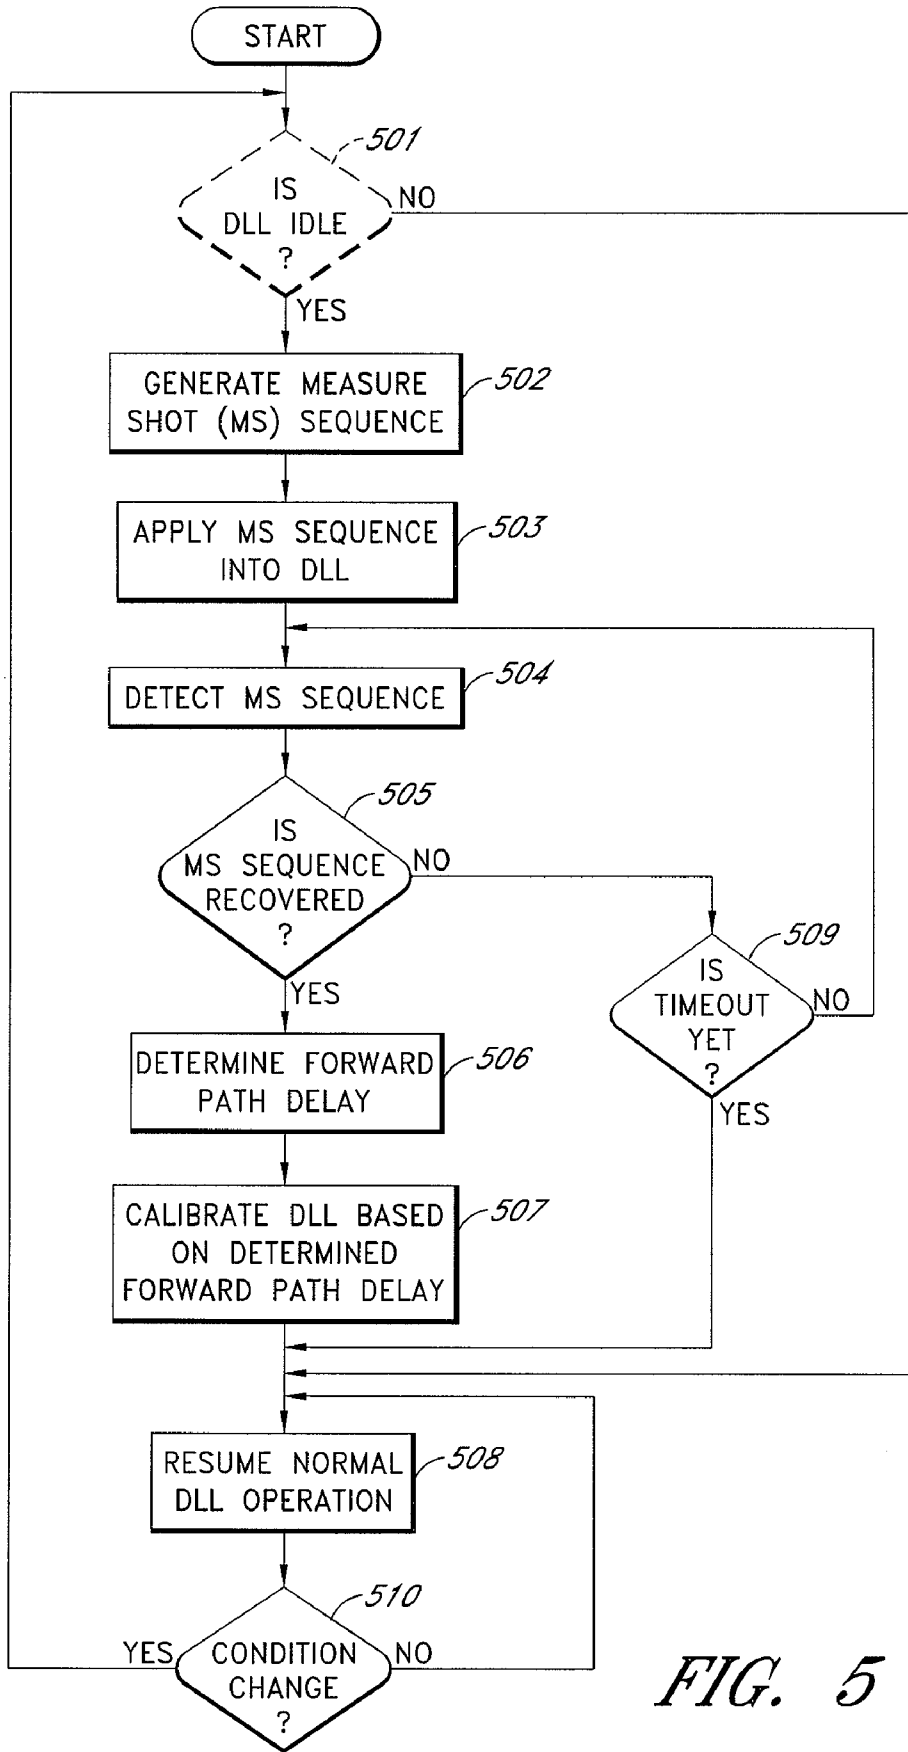 START
501
IS
DLL IDLE
?
NO
YES
GENERATE MEASURE
SHOT (MS) SEQUENCE
502
APPLY MS SEQUENCE
INTO DLL
503
DETECT MS SEQUENCE
504
505
IS
MS SEQUENCE
RECOVERED
?
NO
YES
509
IS
TIMEOUT
YET
?
NO
YES
DETERMINE FORWARD
PATH DELAY
506
CALIBRATE DLL BASED
ON DETERMINED
FORWARD PATH DELAY
507
RESUME NORMAL
DLL OPERATION
508
510
YES
CONDITION
CHANGE
?
NO
FIG. 5